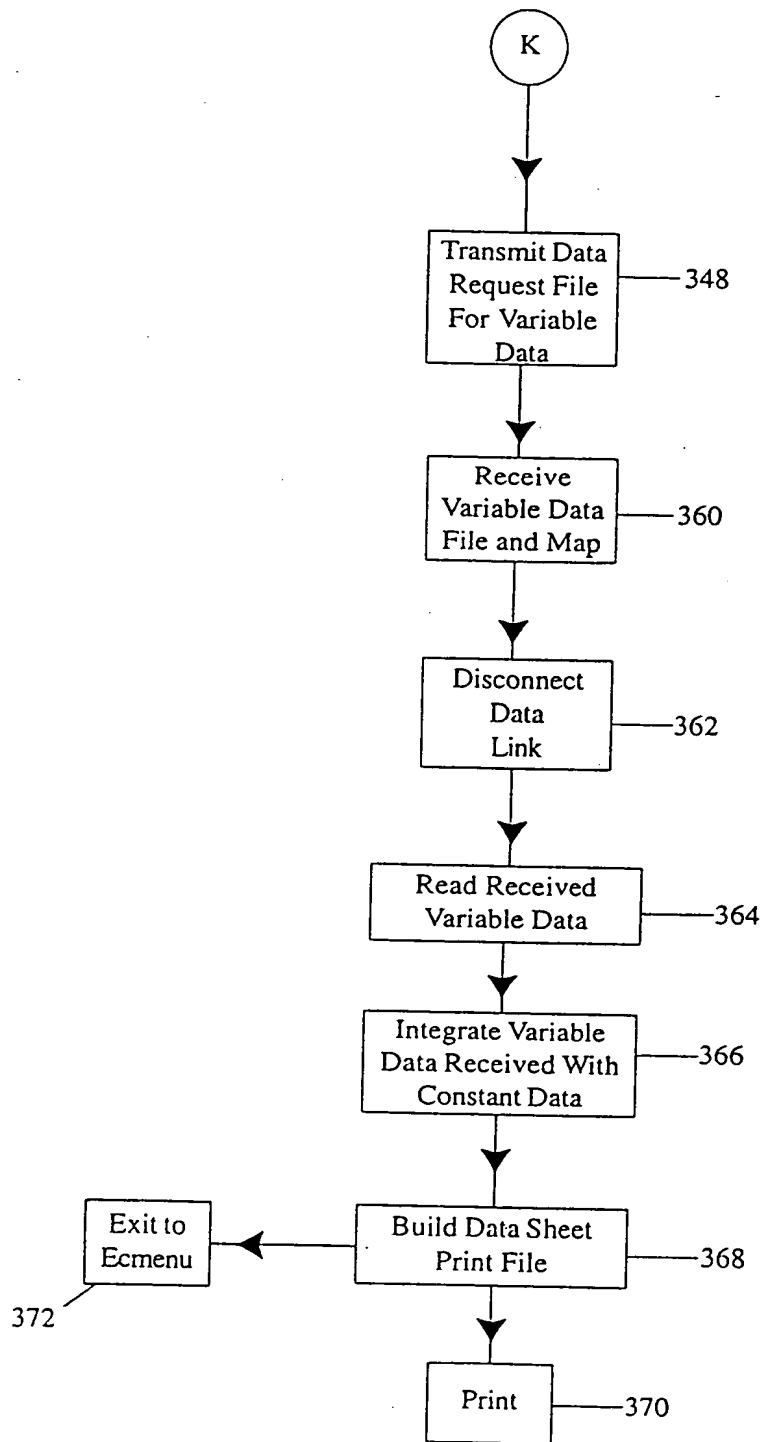 K
Transmit Data
Request File
For Variable
Data
348
Receive
Variable Data
File and Map
360
Disconnect
Data
Link
362
Read Received
Variable Data
364
Integrate Variable
Data Received With
Constant Data
366
Exit to
Ecmenu
372
Build Data Sheet
Print File
368
Print
370